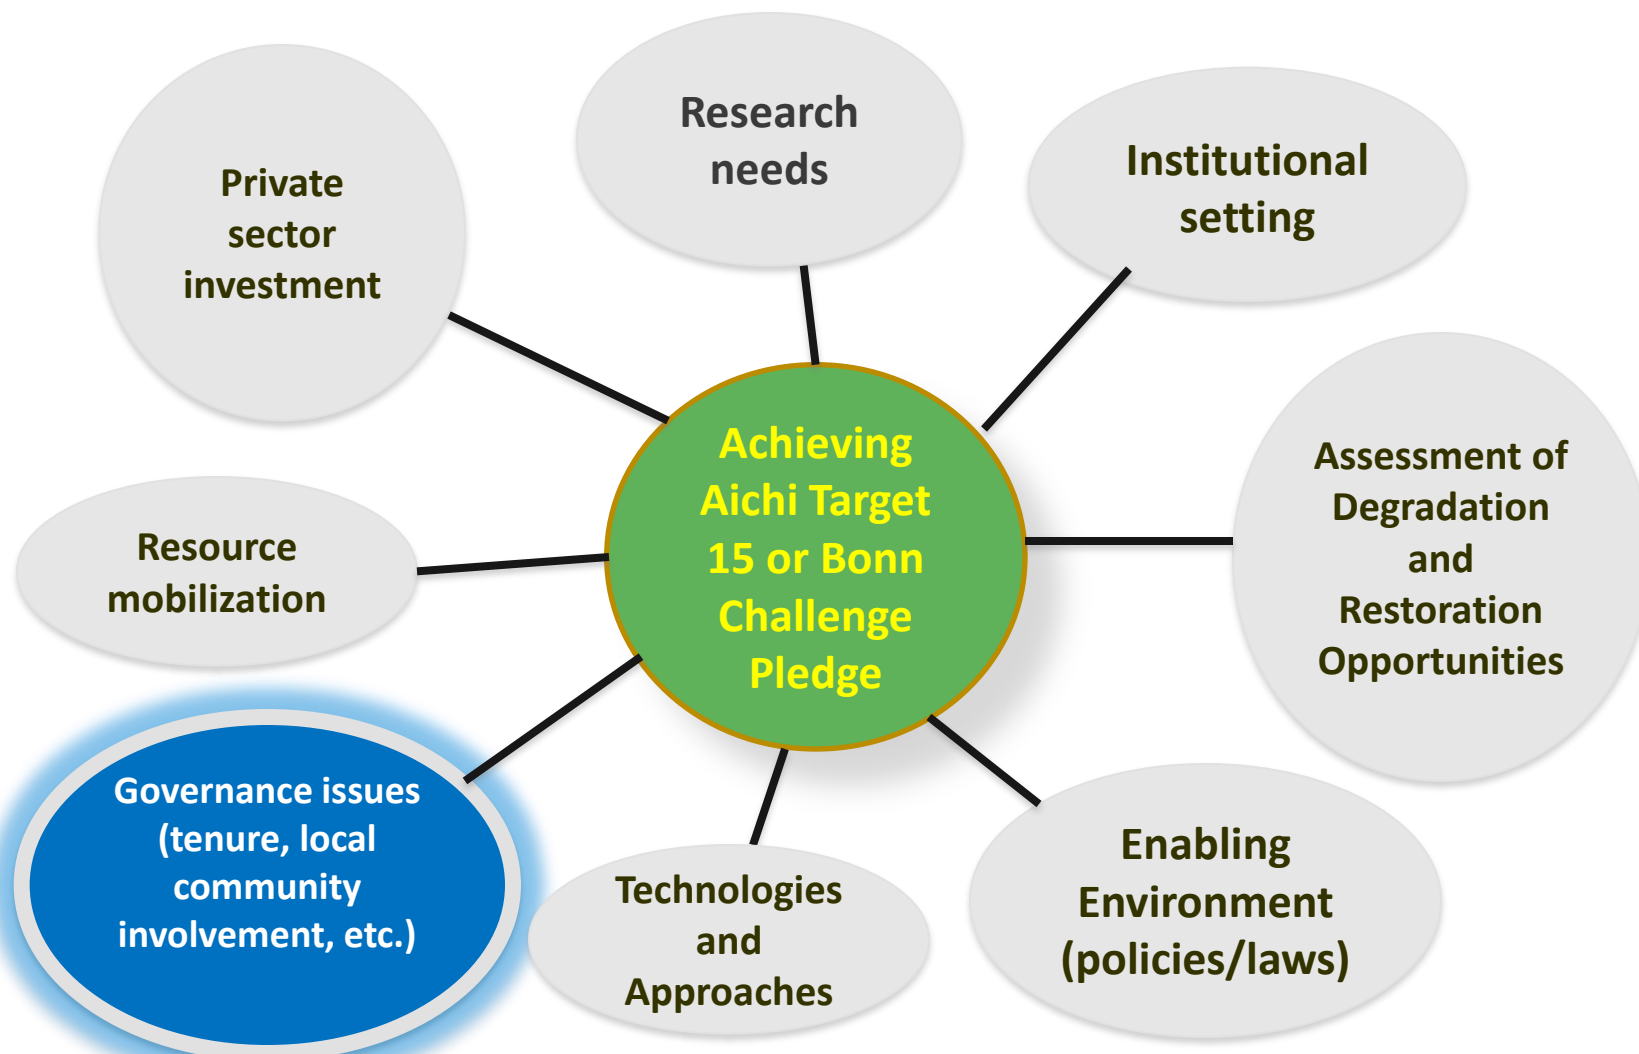 Research
needs
Institutional
setting
Private
sector
investment
Achieving
Aichi Target
15 or Bonn
Challenge
Pledge
Assessment of
Degradation
and
Restoration
Opportunities
Resource
mobilization
Governance issues
(tenure, local
community
involvement, etc.)
Technologies
and
Approaches
Enabling
Environment
(policies/laws)